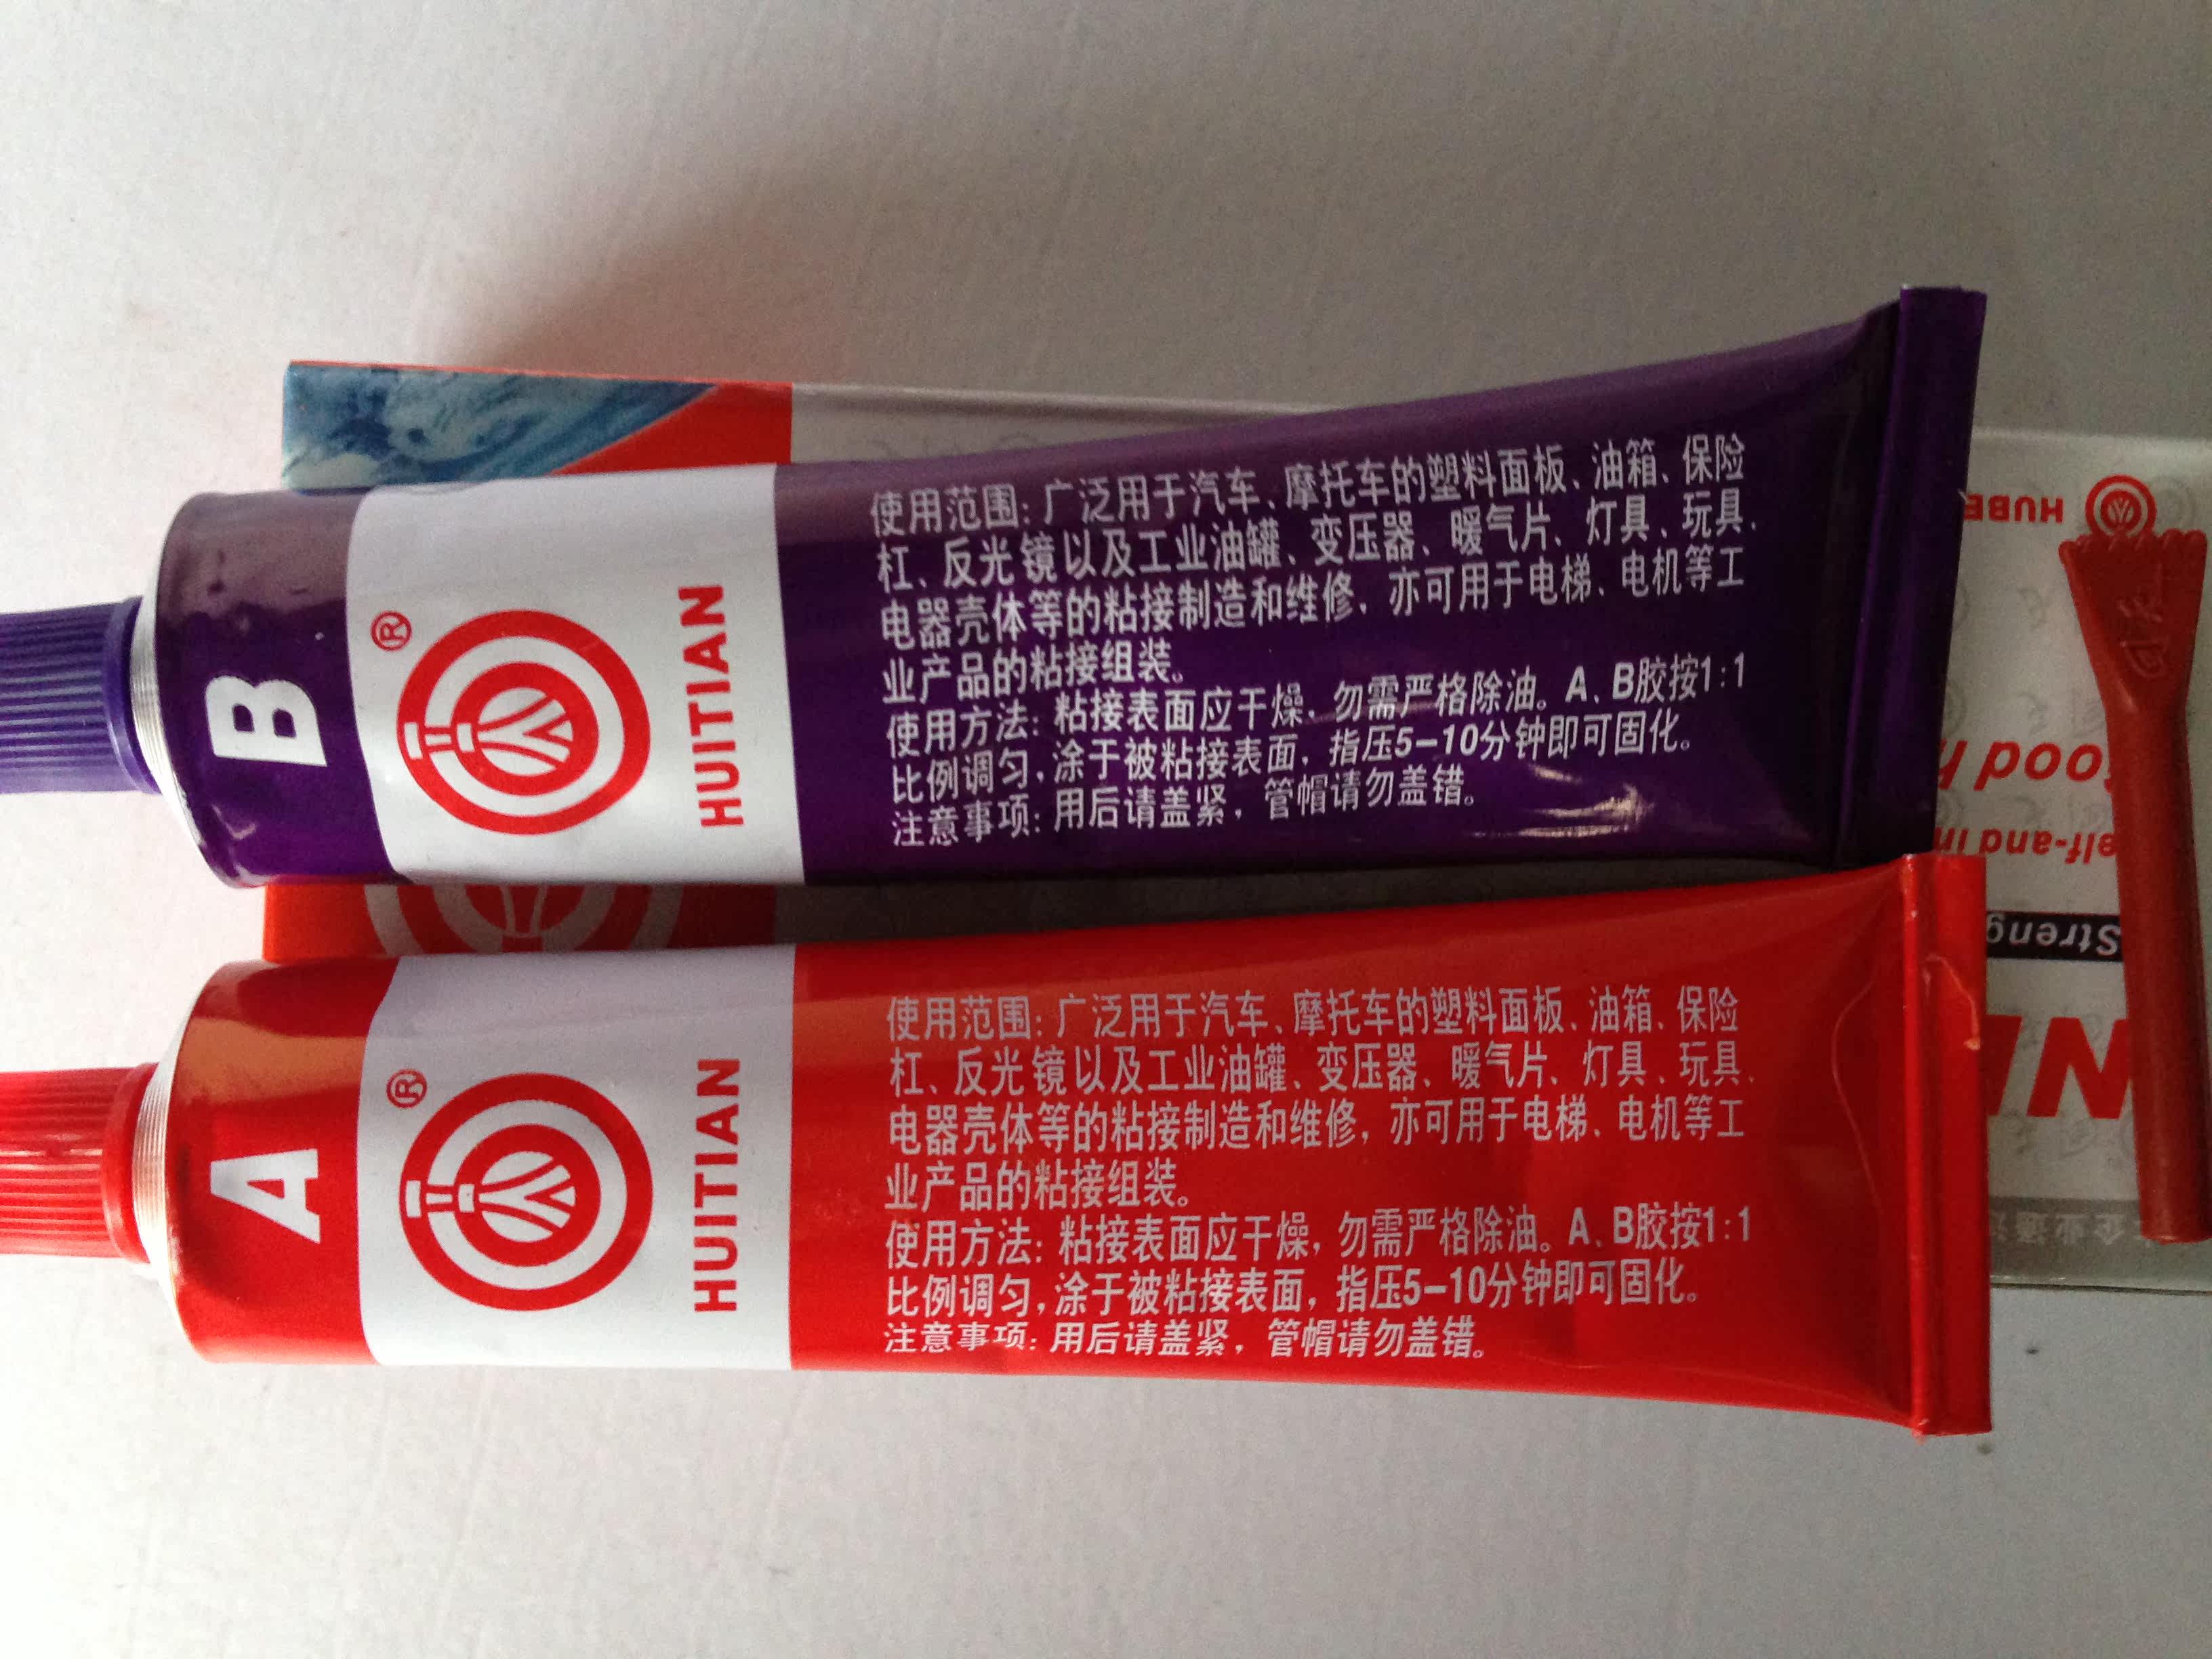 B
®
HUITIAN
使用范围：广泛用于汽车、摩托车的塑料面板、油箱、保险
杠、反光镜以及工业油罐、变压器、暖气片、灯具、玩具、
电器壳体等的粘接制造和维修，亦可用于电梯、电机等工
业产品的粘接组装。
使用方法：粘接表面应干燥，勿需严格除油。A、B胶按1:1
比例调匀，涂于被粘接表面，指压5-10分钟即可固化。
注意事项：用后请盖紧，管帽请勿盖错。
A
®
HUITIAN
使用范围：广泛用于汽车、摩托车的塑料面板、油箱、保险
杠、反光镜以及工业油罐、变压器、暖气片、灯具、玩具、
电器壳体等的粘接制造和维修，亦可用于电梯、电机等工
业产品的粘接组装。
使用方法：粘接表面应干燥，勿需严格除油。A、B胶按1:1
比例调匀，涂于被粘接表面，指压5-10分钟即可固化。
注意事项：用后请盖紧，管帽请勿盖错。
HUBE
ood h
elf-and in
Streng